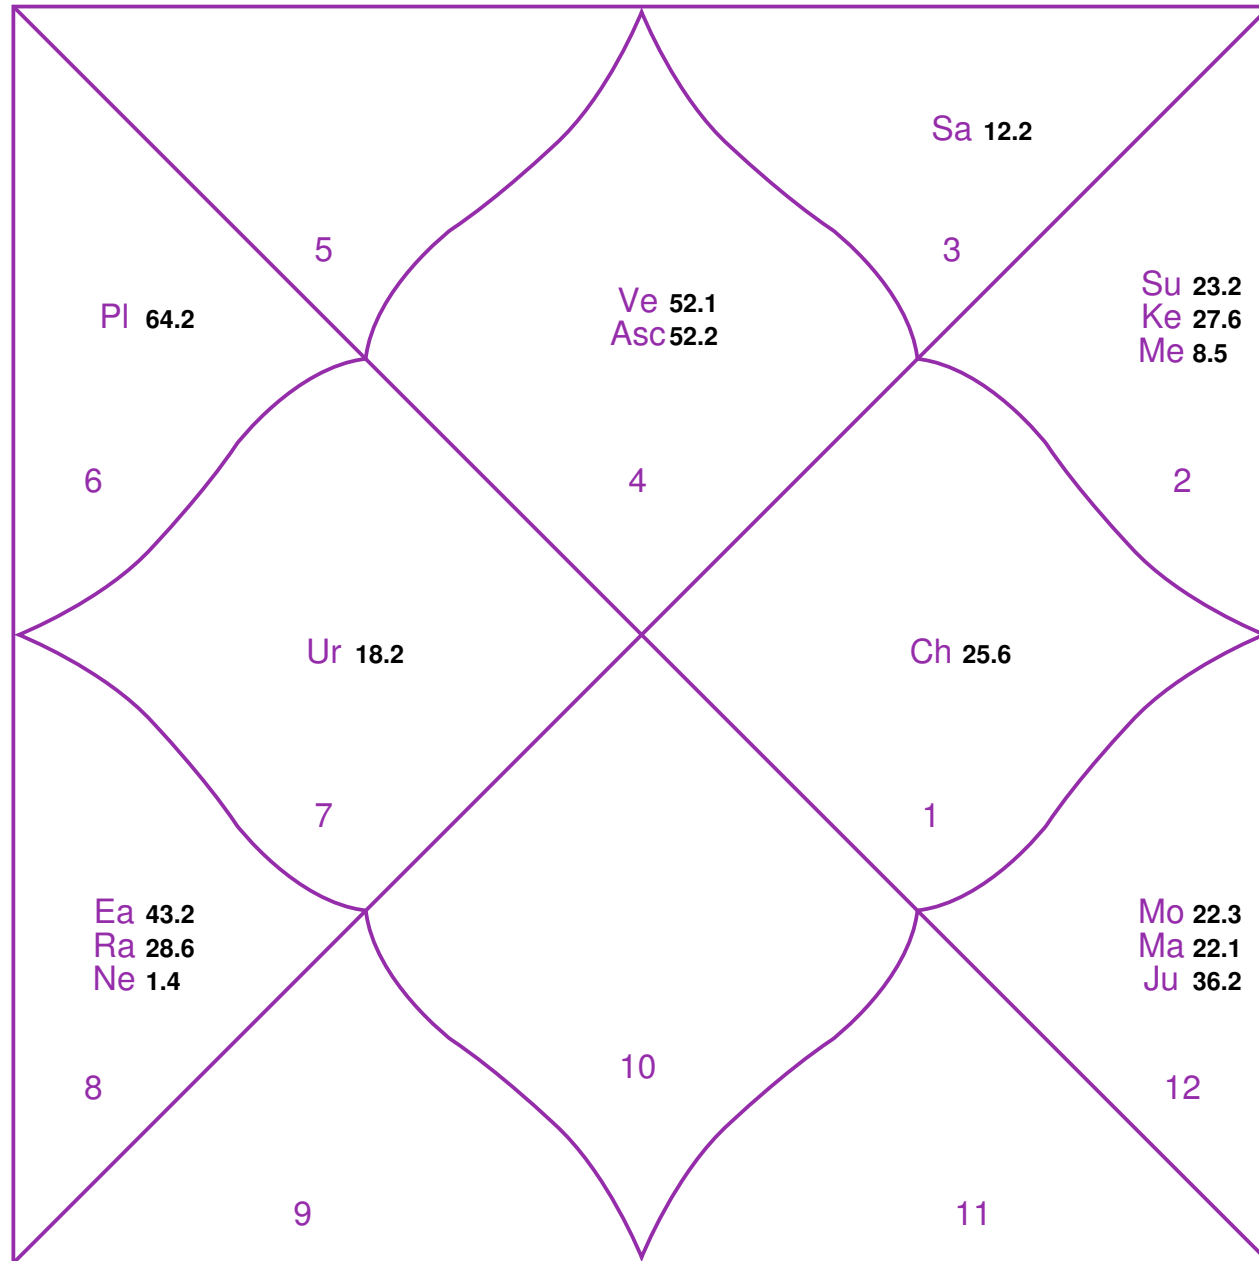 Sa 12.2
5
3
Pl 64.2
Ve 52.1
Asc 52.2
Su 23.2
Ke 27.6
Me 8.5
6
4
2
Ur 18.2
Ch 25.6
7
1
Ea 43.2
Ra 28.6
Ne 1.4
Mo 22.3
Ma 22.1
Ju 36.2
8
10
12
9
11